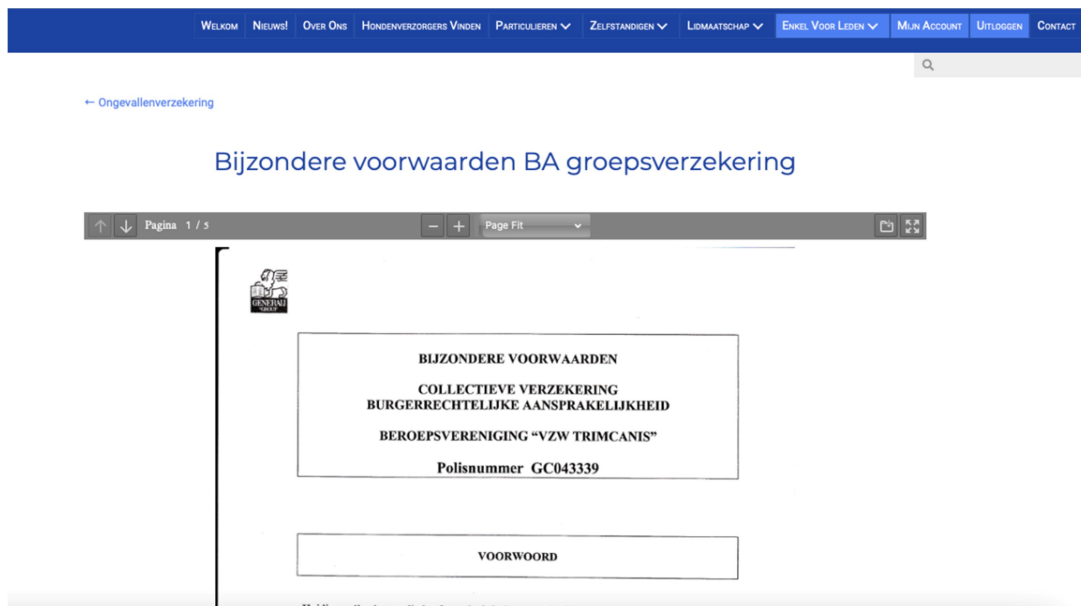 Welkom Nieuws! Over Ons Hondenverzorgers Vinden Particulieren Zelfstandigen Lidmaatschap Enkel Voor Leden Mijn Account Uitloggen Contact
← Ongevallenverzekering
Bijzondere voorwaarden BA groepsverzekering
Pagina 1 / 5 Page Fit
GENERALI
GROUP
BIJZONDERE VOORWAARDEN
COLLECTIEVE VERZEKERING
BURGERRECHTELIJKE AANSPRAKELIJKHEID
BEROEPSVERENIGING “VZW TRIMCANIS”
Polisnummer GC043339
VOORWOORD